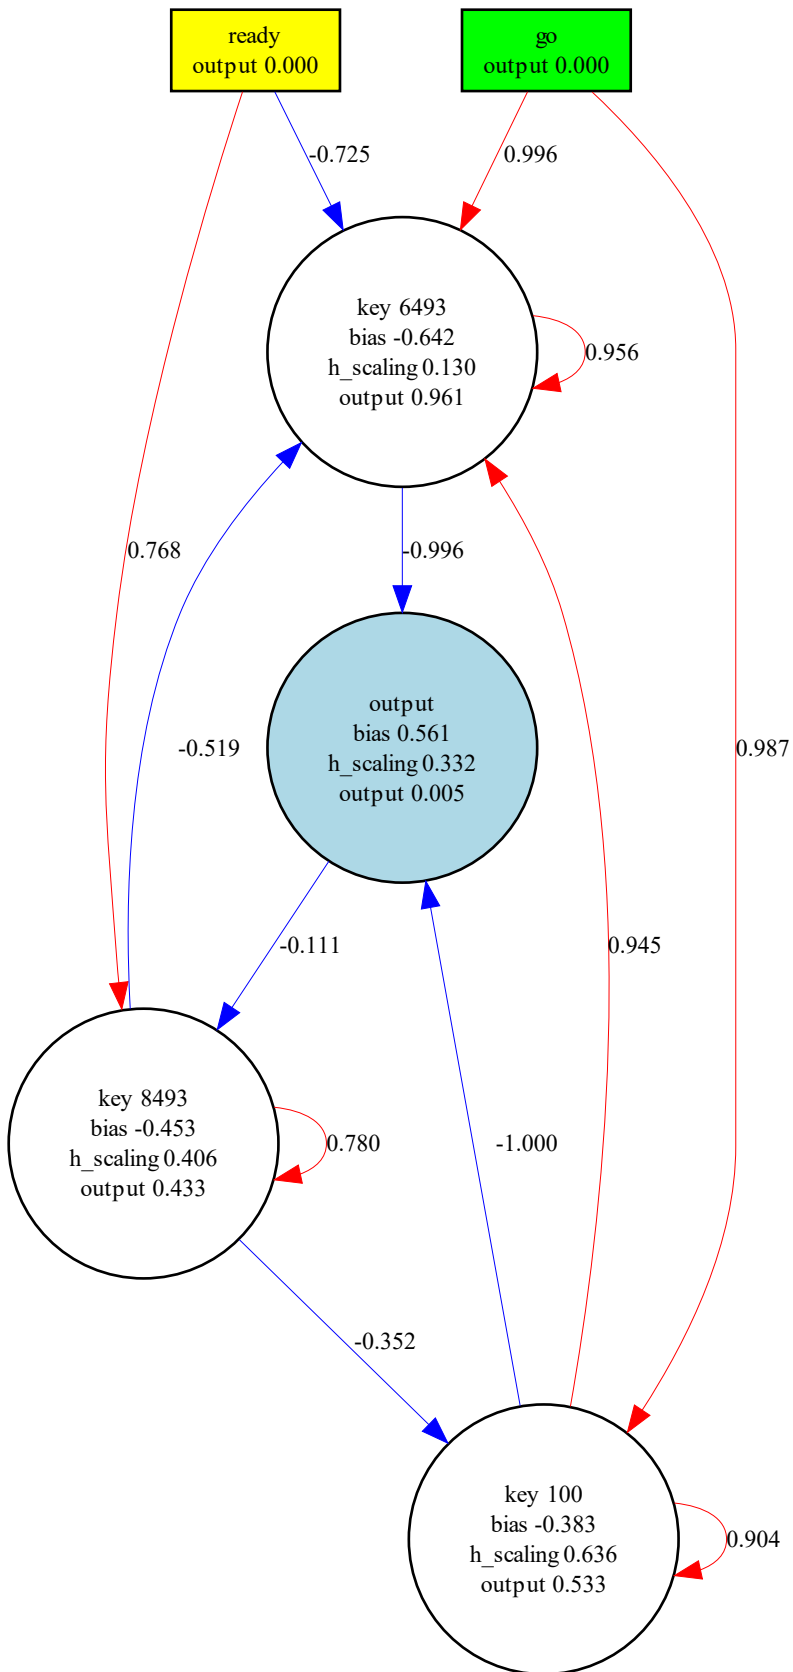 ready
output 0.000
go
output 0.000
-0.725
0.996
key 6493
bias -0.642
h_scaling 0.130
output 0.961
0.956
0.768
-0.996
output
bias 0.561
h_scaling 0.332
output 0.005
-0.519
0.987
-0.111
0.945
key 8493
bias -0.453
h_scaling 0.406
output 0.433
0.780
-1.000
-0.352
key 100
bias -0.383
h_scaling 0.636
output 0.533
0.904